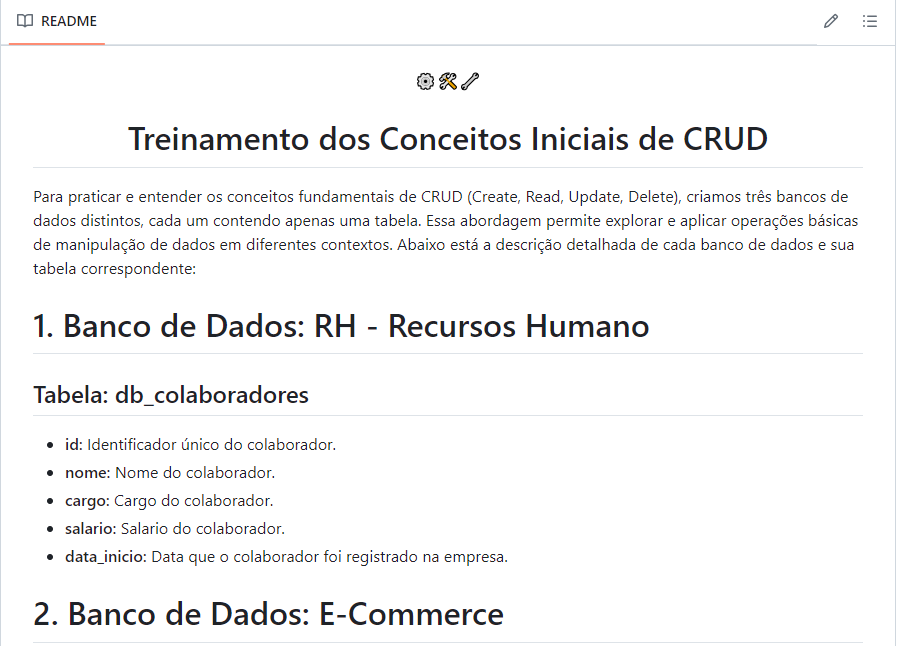 README
Treinamento dos Conceitos Iniciais de CRUD
Para praticar e entender os conceitos fundamentais de CRUD (Create, Read, Update, Delete), criamos três bancos de
dados distintos, cada um contendo apenas uma tabela. Essa abordagem permite explorar e aplicar operações básicas
de manipulação de dados em diferentes contextos. Abaixo está a descrição detalhada de cada banco de dados e sua
tabela correspondente:
1. Banco de Dados: RH - Recursos Humano
Tabela: db_colaboradores
• id: Identificador único do colaborador.
• nome: Nome do colaborador.
• cargo: Cargo do colaborador.
• salario: Salario do colaborador.
• data_inicio: Data que o colaborador foi registrado na empresa.
2. Banco de Dados: E-Commerce